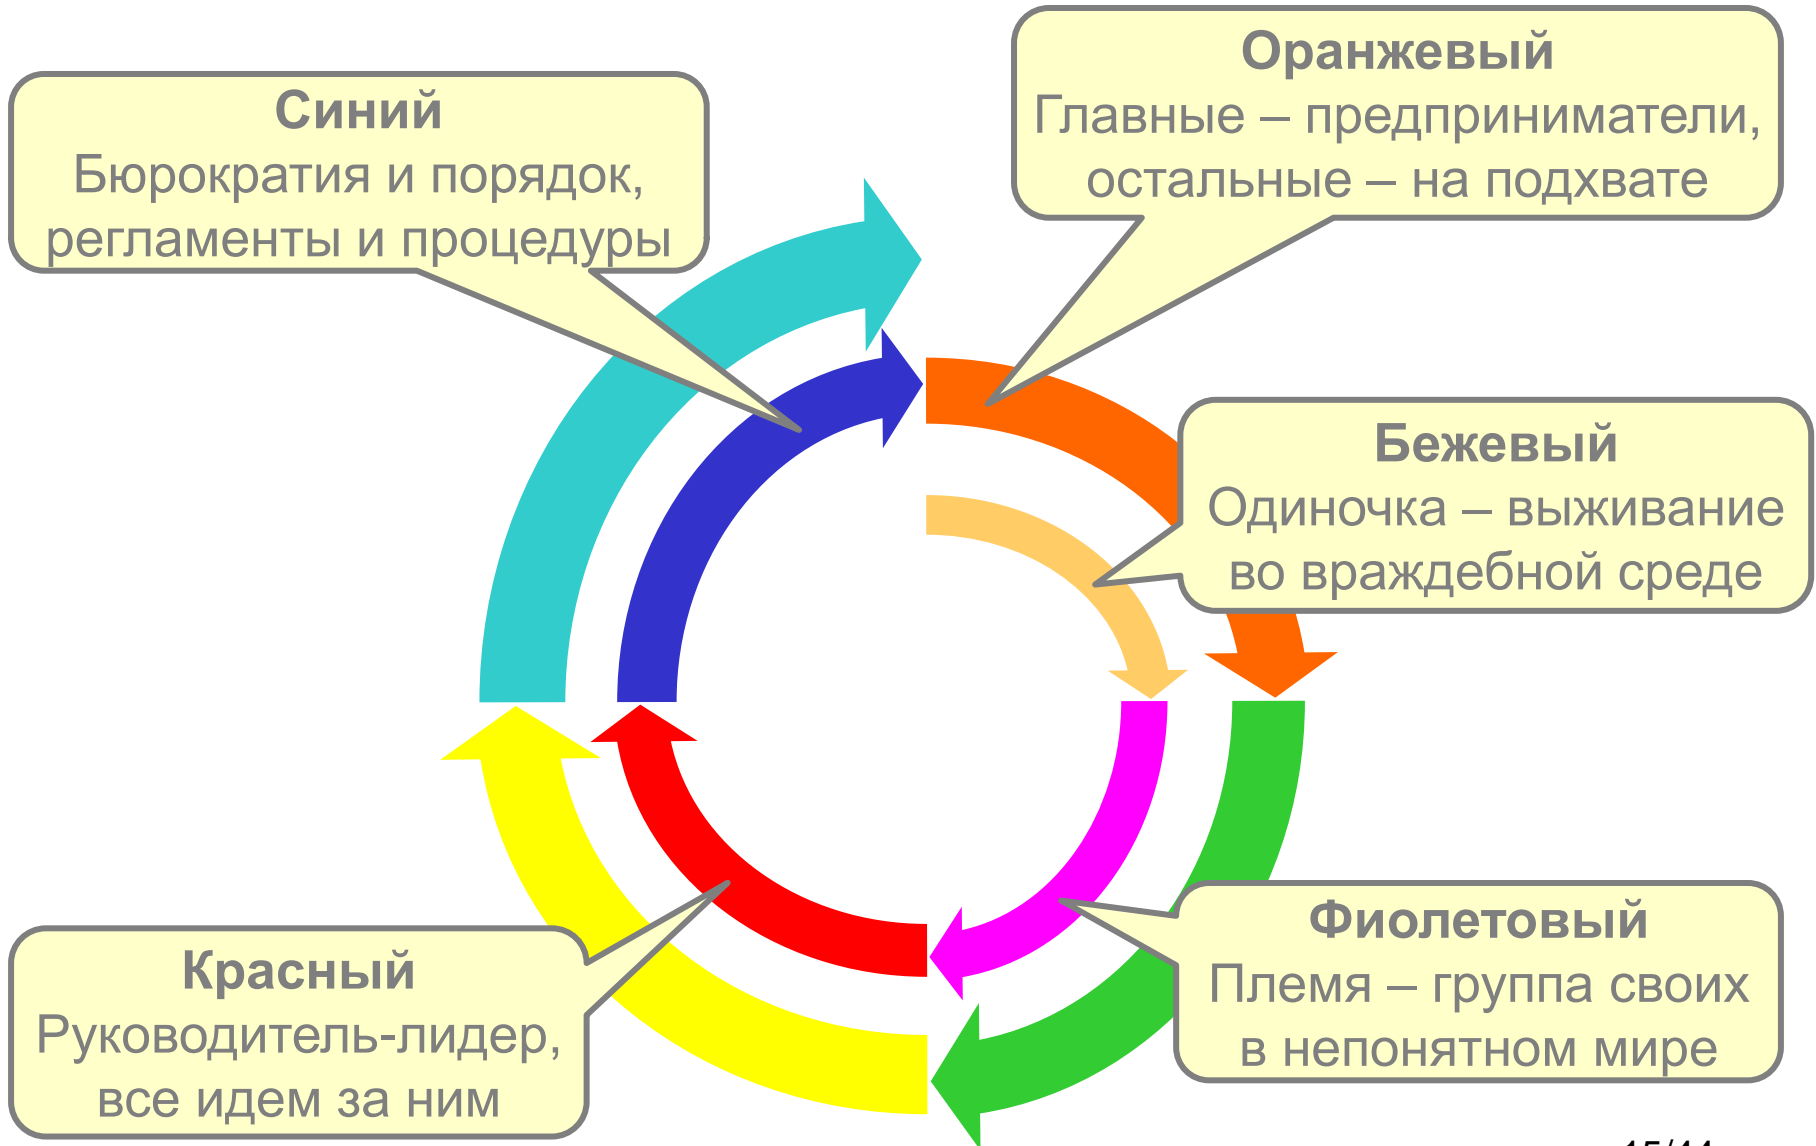 Оранжевый
Главные – предприниматели,
остальные – на подхвате
Синий
Бюрократия и порядок,
регламенты и процедуры
Бежевый
Одиночка – выживание
во враждебной среде
Фиолетовый
Племя – группа своих
в непонятном мире
Красный
Руководитель-лидер,
все идем за ним